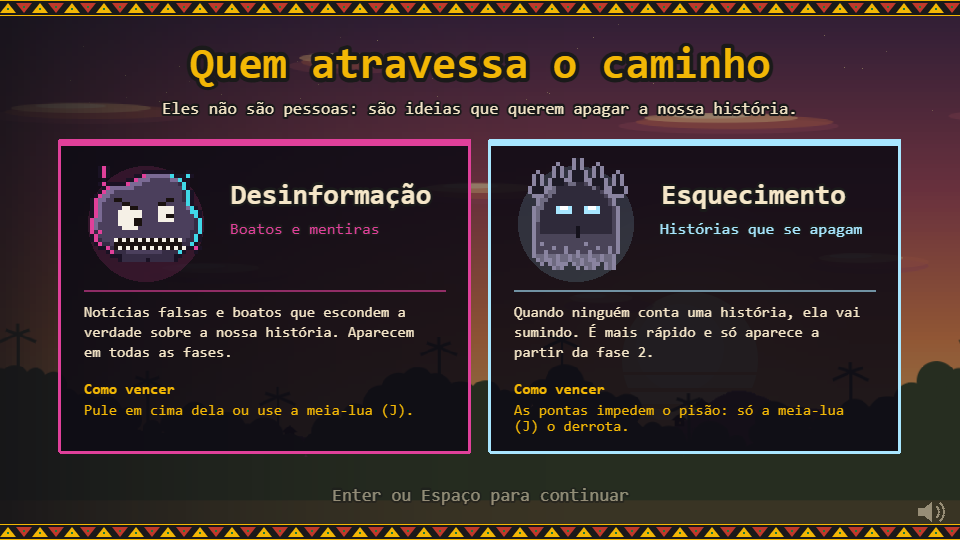 Quem atravessa o caminho
Eles não são pessoas: são ideias que querem apagar a nossa história.
Desinformação
Boatos e mentiras
Notícias falsas e boatos que escondem a
verdade sobre a nossa história. Aparecem
em todas as fases.
Como vencer
Pule em cima dela ou use a meia-lua (J).
Esquecimento
Histórias que se apagam
Quando ninguém conta uma história, ela vai
sumindo. É mais rápido e só aparece a
partir da fase 2.
Como vencer
As pontas impedem o pisão: só a meia-lua
(J) o derrota.
Enter ou Espaço para continuar